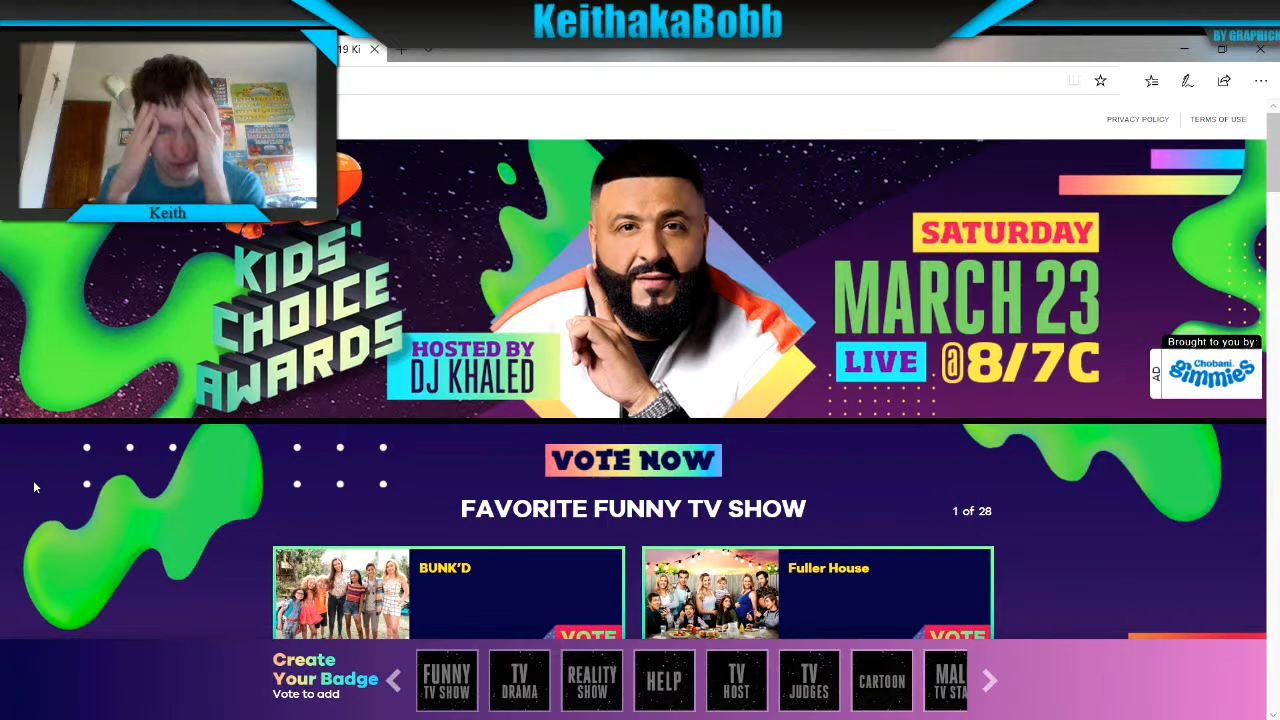 KeithakaBobb
BY GRAPHICK
19 Ki
Keith
PRIVACY POLICY
TERMS OF USE
KIDS'
CHOICE
AWARDS
HOSTED BY
DJ KHALED
SATURDAY
MARCH 23
LIVE @8/7C
Brought to you by:
AD
Chobani
gimmies
VOTE NOW
FAVORITE FUNNY TV SHOW
1 of 28
BUNK'D
VOTE
Fuller House
VOTE
Create
Your Badge
Vote to add
FUNNY
TV SHOW
TV
DRAMA
REALITY
SHOW
HELP
TV
HOST
TV
JUDGES
CARTOON
MAL
TV STA